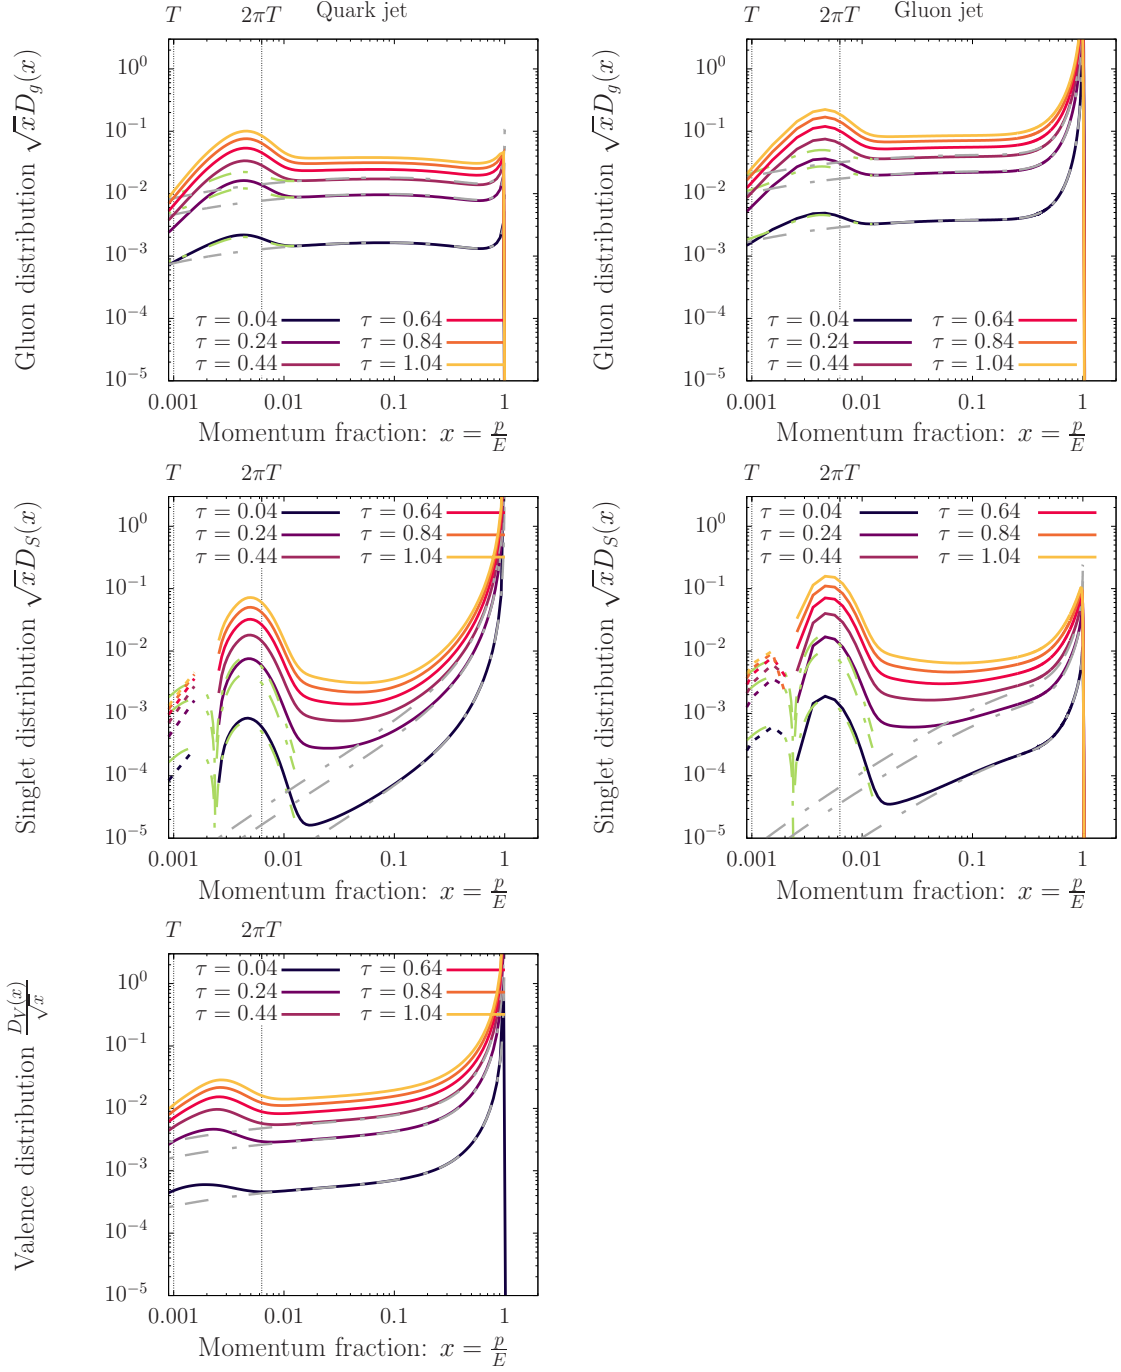 T 2πT Quark jet
Gluon distribution √xD_g(x)
10^0
10^−1
10^−2
10^−3
10^−4
10^−5
τ = 0.04 τ = 0.64
τ = 0.24 τ = 0.84
τ = 0.44 τ = 1.04
0.001 0.01 0.1 1
Momentum fraction: x = p/E
T 2πT Gluon jet
Gluon distribution √xD_g(x)
10^0
10^−1
10^−2
10^−3
10^−4
10^−5
τ = 0.04 τ = 0.64
τ = 0.24 τ = 0.84
τ = 0.44 τ = 1.04
0.001 0.01 0.1 1
Momentum fraction: x = p/E
T 2πT
Singlet distribution √xD_S(x)
10^0
10^−1
10^−2
10^−3
10^−4
10^−5
τ = 0.04 τ = 0.64
τ = 0.24 τ = 0.84
τ = 0.44 τ = 1.04
0.001 0.01 0.1 1
Momentum fraction: x = p/E
T 2πT
Singlet distribution √xD_S(x)
10^0
10^−1
10^−2
10^−3
10^−4
10^−5
τ = 0.04 τ = 0.64
τ = 0.24 τ = 0.84
τ = 0.44 τ = 1.04
0.001 0.01 0.1 1
Momentum fraction: x = p/E
T 2πT
Valence distribution D_V(x)/√x
10^0
10^−1
10^−2
10^−3
10^−4
10^−5
τ = 0.04 τ = 0.64
τ = 0.24 τ = 0.84
τ = 0.44 τ = 1.04
0.001 0.01 0.1 1
Momentum fraction: x = p/E